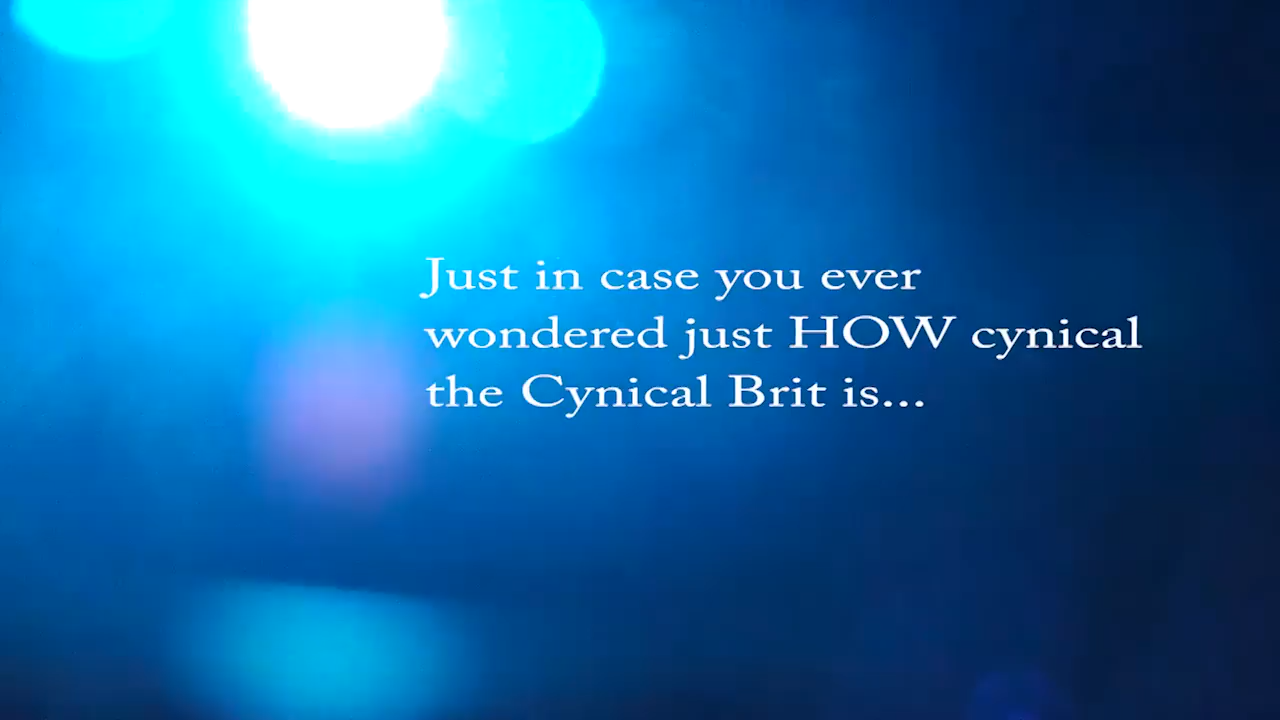 Just in case you ever
wondered just HOW cynical
the Cynical Brit is...